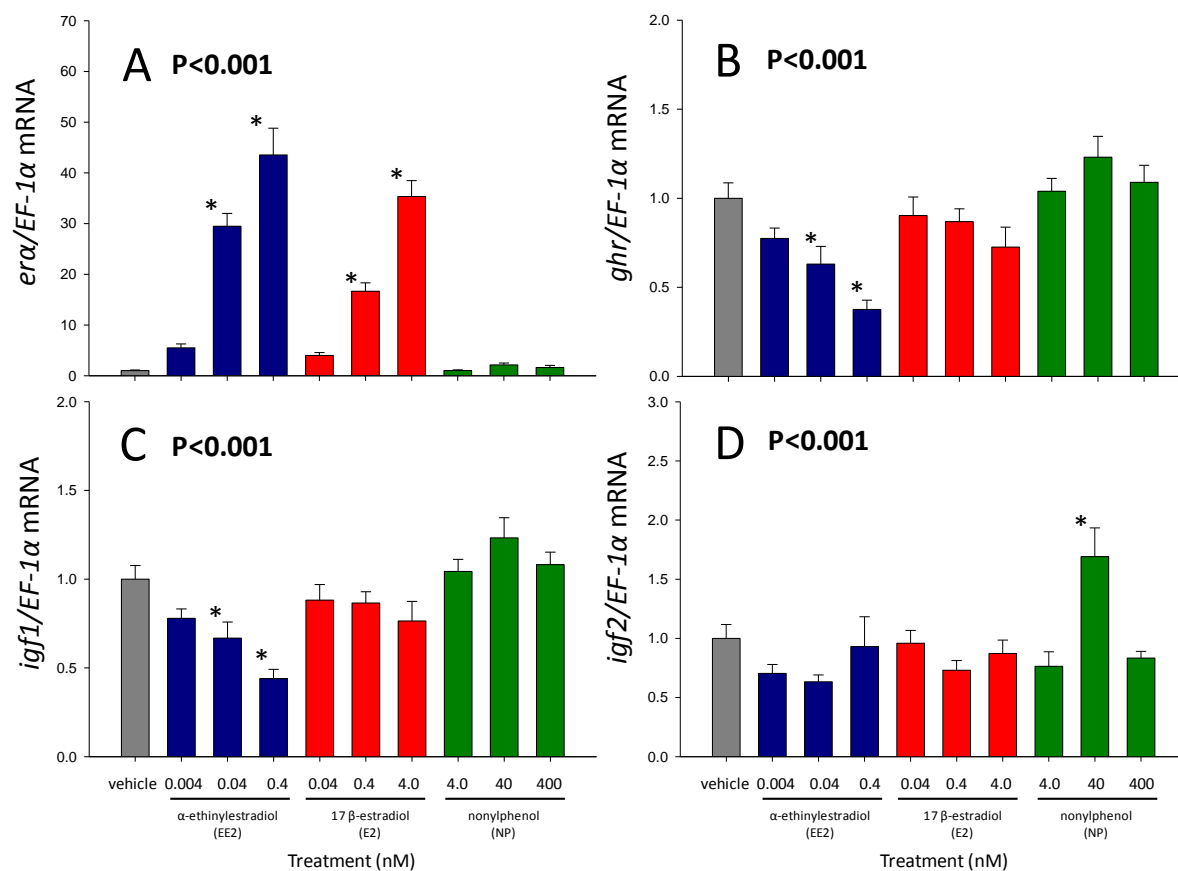 A P<0.001
erα/EF-1α mRNA
70
60
50
40
30
20
10
0
*
*
*
*
B P<0.001
ghr/EF-1α mRNA
2.0
1.5
1.0
0.5
0.0
*
*
C P<0.001
igf1/EF-1α mRNA
2.0
1.5
1.0
0.5
0.0
*
*
vehicle 0.004 0.04 0.4 0.04 0.4 4.0 4.0 40 400
α-ethinylestradiol 17 β-estradiol nonylphenol
(EE2) (E2) (NP)
Treatment (nM)
D P<0.001
igf2/EF-1α mRNA
3.0
2.5
2.0
1.5
1.0
0.5
0.0
*
vehicle 0.004 0.04 0.4 0.04 0.4 4.0 4.0 40 400
α-ethinylestradiol 17 β-estradiol nonylphenol
(EE2) (E2) (NP)
Treatment (nM)